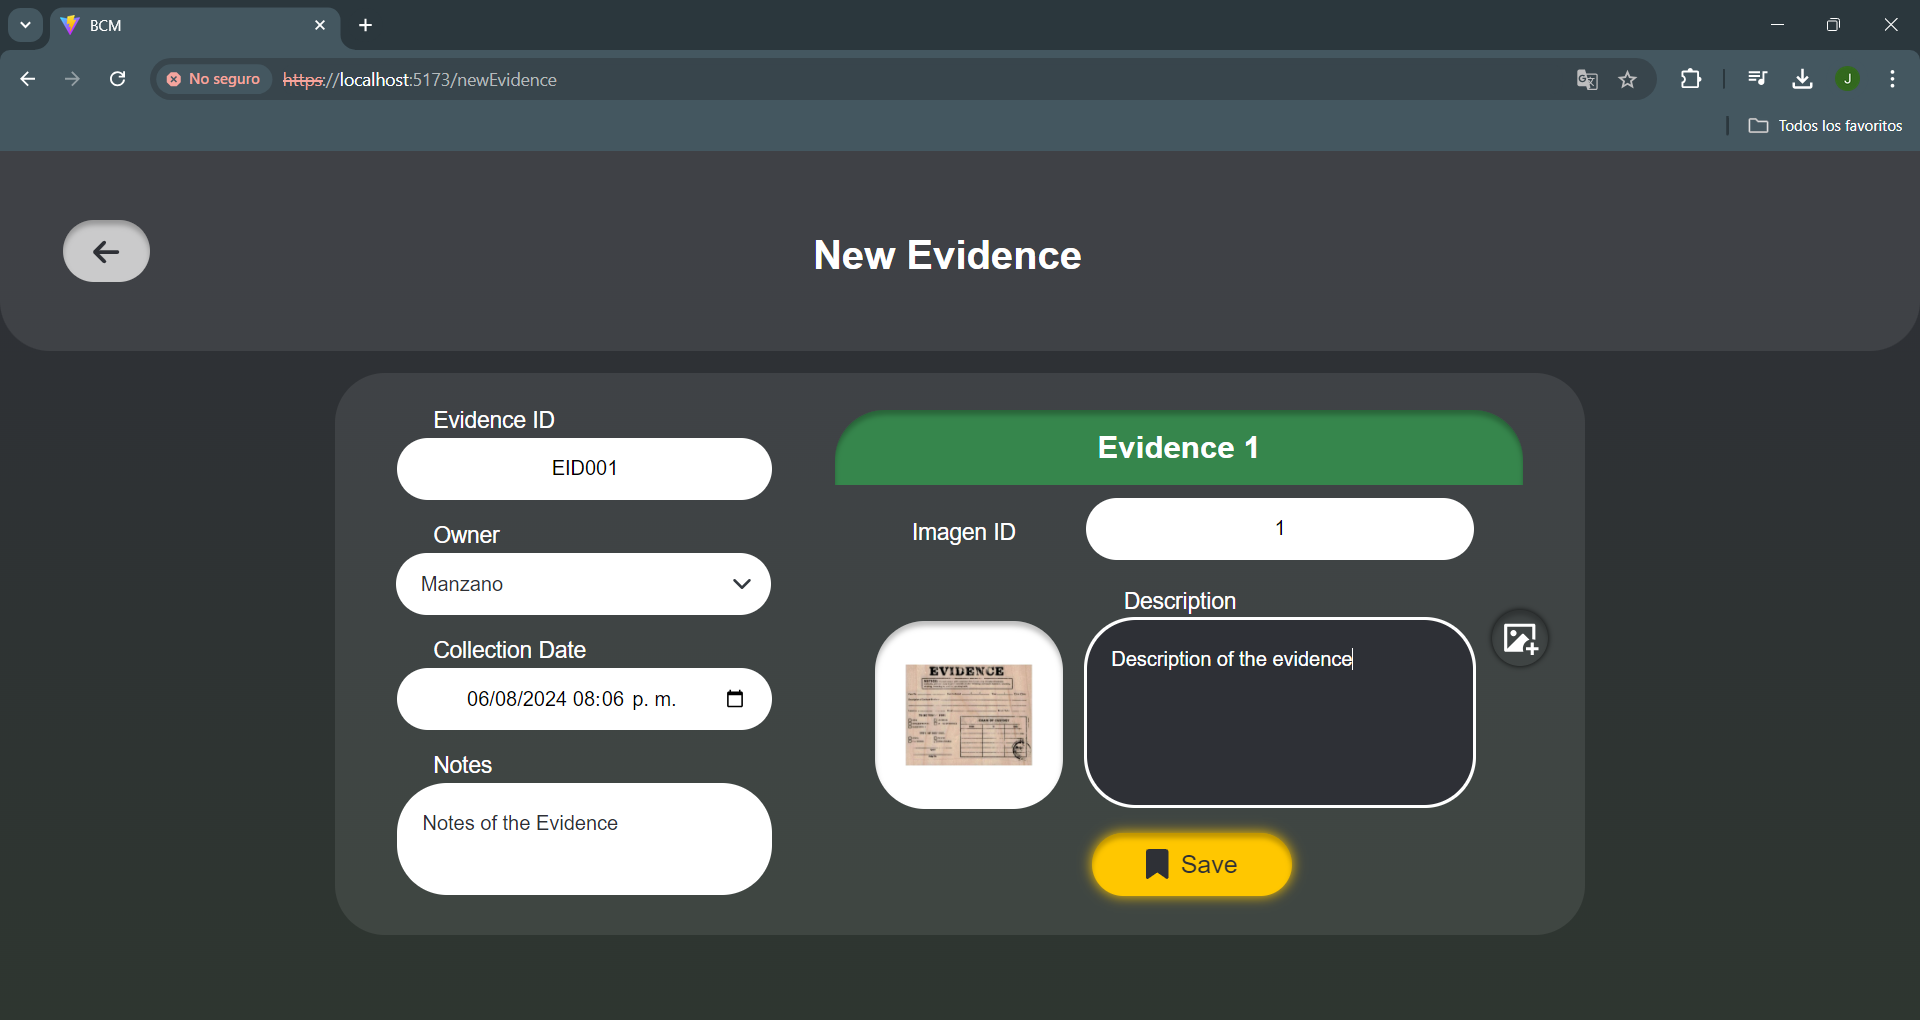 BCM
No seguro
https://localhost:5173/newEvidence
J
Todos los favoritos
New Evidence
Evidence ID
EID001
Owner
Manzano
Collection Date
06/08/2024 08:06 p. m.
Notes
Notes of the Evidence
Evidence 1
Imagen ID
1
Description
EVIDENCE
Description of the evidence
Save